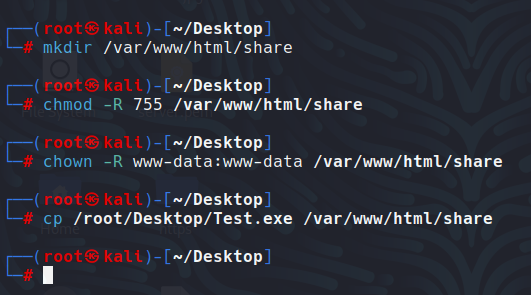 ┌──(root㉿kali)-[~/Desktop]
└─# mkdir /var/www/html/share
┌──(root㉿kali)-[~/Desktop]
└─# chmod -R 755 /var/www/html/share
┌──(root㉿kali)-[~/Desktop]
└─# chown -R www-data:www-data /var/www/html/share
┌──(root㉿kali)-[~/Desktop]
└─# cp /root/Desktop/Test.exe /var/www/html/share
┌──(root㉿kali)-[~/Desktop]
└─#
Home